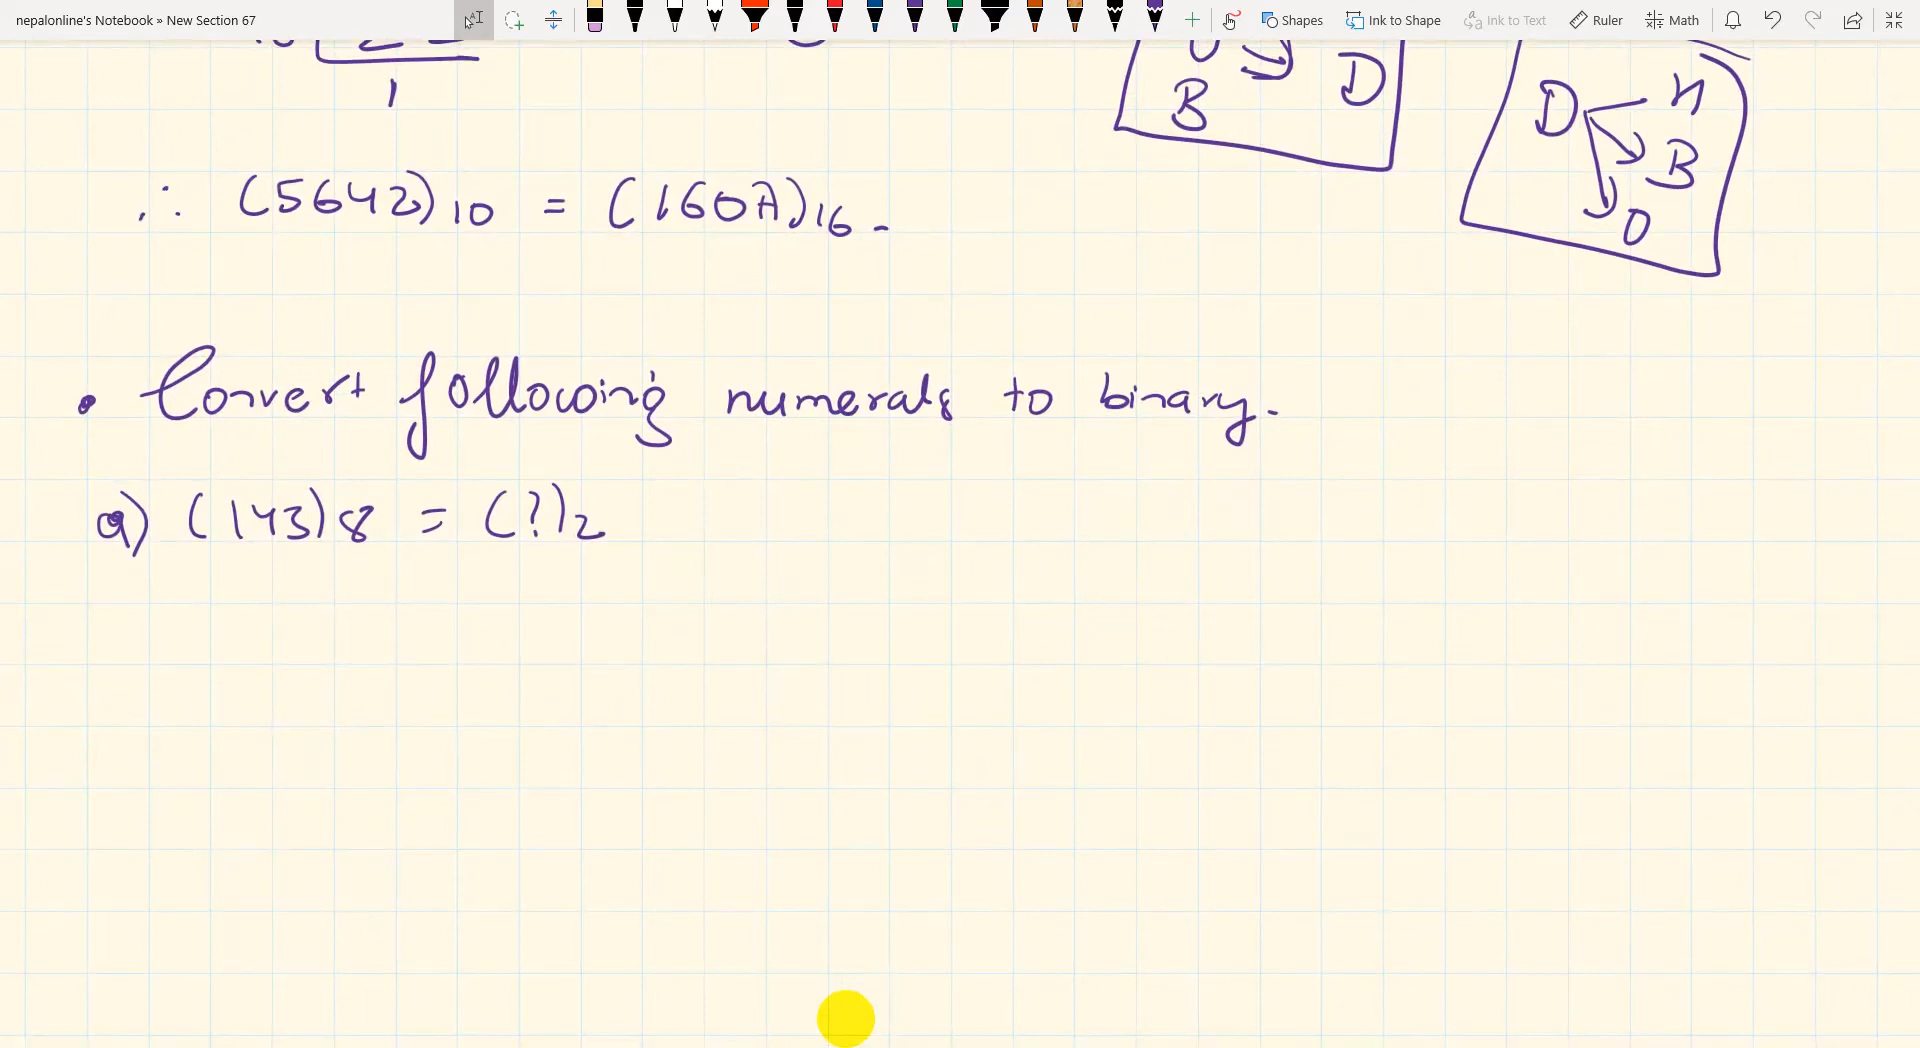 nepalonline's Notebook » New Section 67
Shapes
Ink to Shape
Ink to Text
Ruler
Math
1
B
D
D
H
B
O
∴ (5642)10 = (160A)16.
• Convert following numerals to binary.
a) (143)8 = (?)2